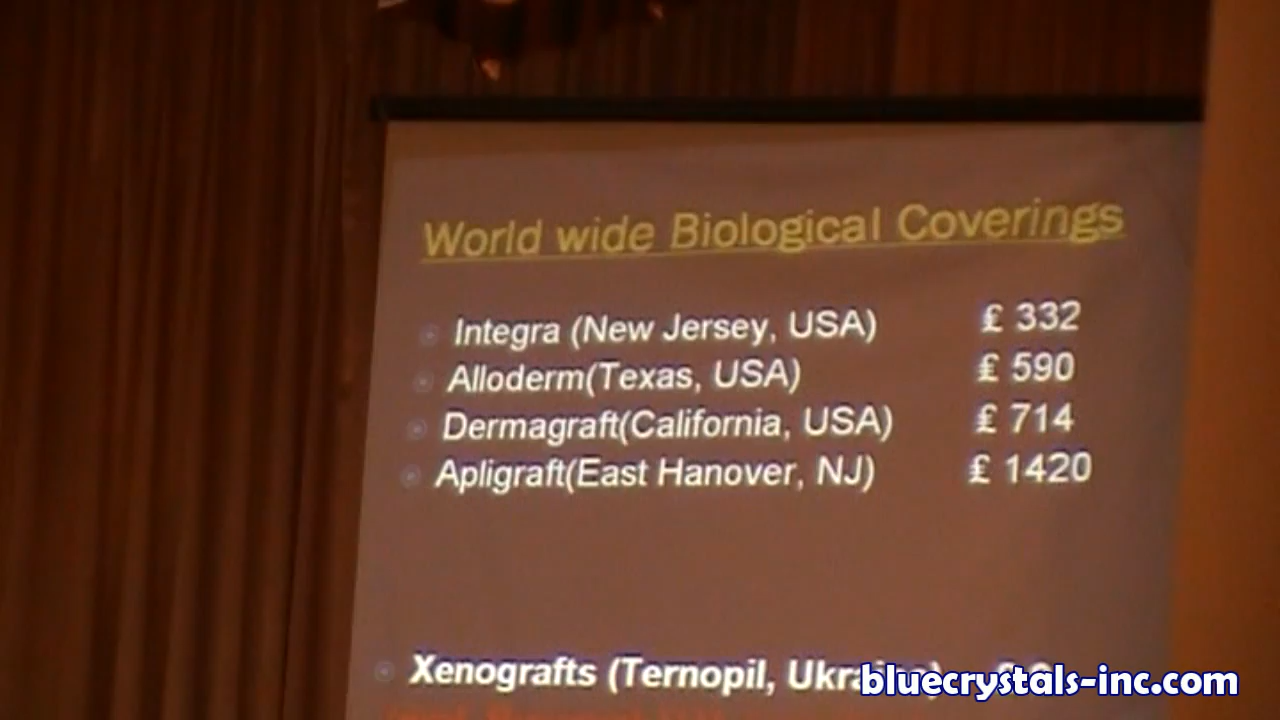 World wide Biological Coverings
Integra (New Jersey, USA) £ 332
Alloderm(Texas, USA) £ 590
Dermagraft(California, USA) £ 714
Apligraft(East Hanover, NJ) £ 1420
Xenografts (Ternopil,
bluecrystals-inc.com